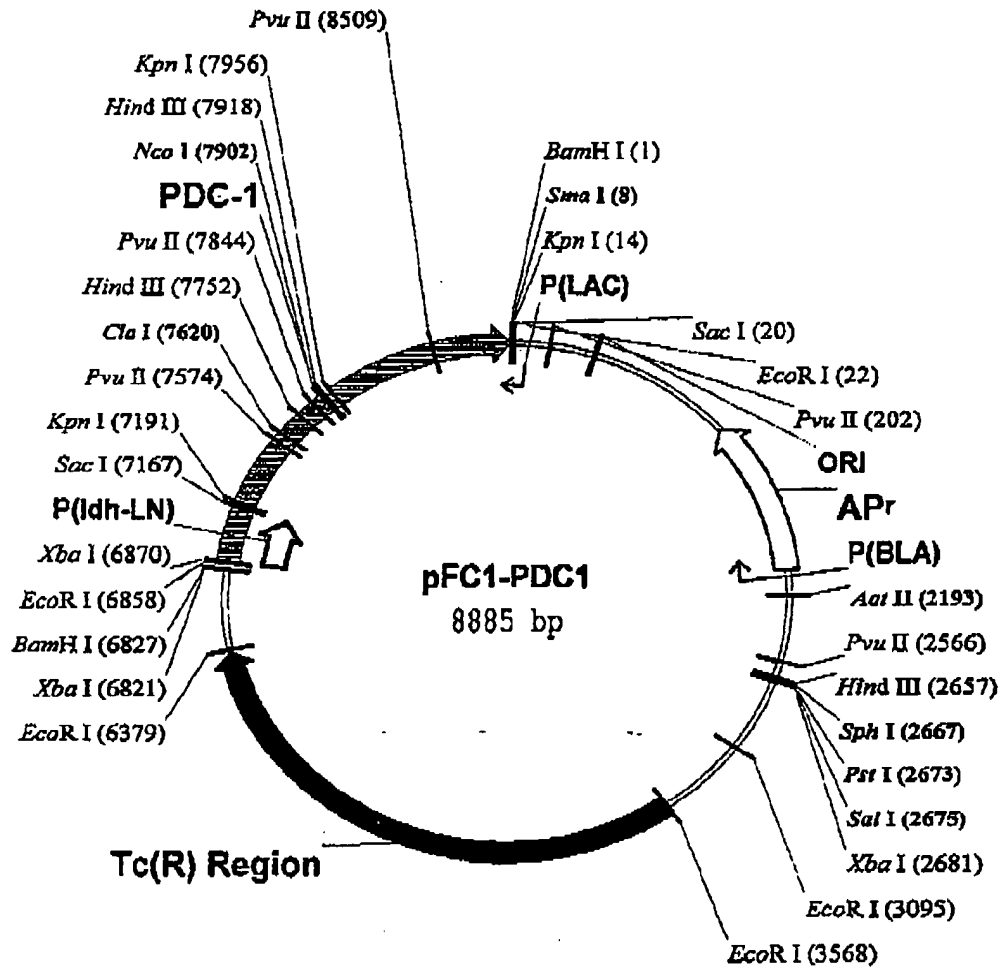 Pvu II (8509)
Kpn I (7956)
Hind III (7918)
Nco I (7902)
PDC-1
Pvu II (7844)
Hind III (7752)
Cla I (7620)
Pvu II (7574)
Kpn I (7191)
Sac I (7167)
P(ldh-LN)
Xba I (6870)
EcoR I (6858)
BamH I (6827)
Xba I (6821)
EcoR I (6379)
Tc(R) Region
BamH I (1)
Sma I (8)
Kpn I (14)
P(LAC)
Sac I (20)
EcoR I (22)
Pvu II (202)
ORI
APr
P(BLA)
Aat II (2193)
Pvu II (2566)
Hind III (2657)
Sph I (2667)
Pst I (2673)
Sal I (2675)
Xba I (2681)
EcoR I (3095)
EcoR I (3568)
pFC1-PDC1
8885 bp